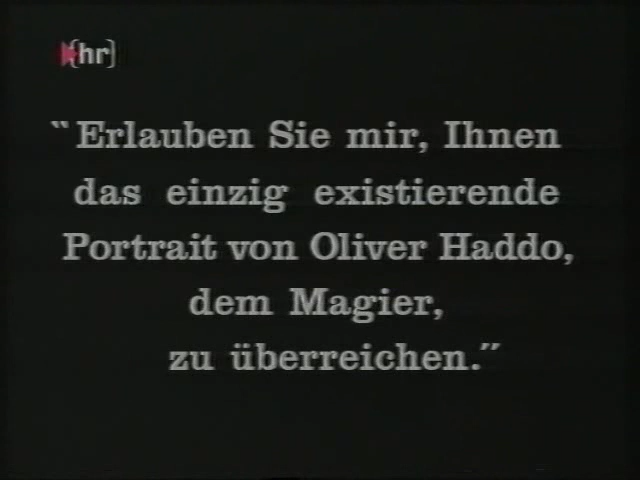 {hr}
“Erlauben Sie mir, Ihnen
das einzig existierende
Portrait von Oliver Haddo,
dem Magier,
zu überreichen.”